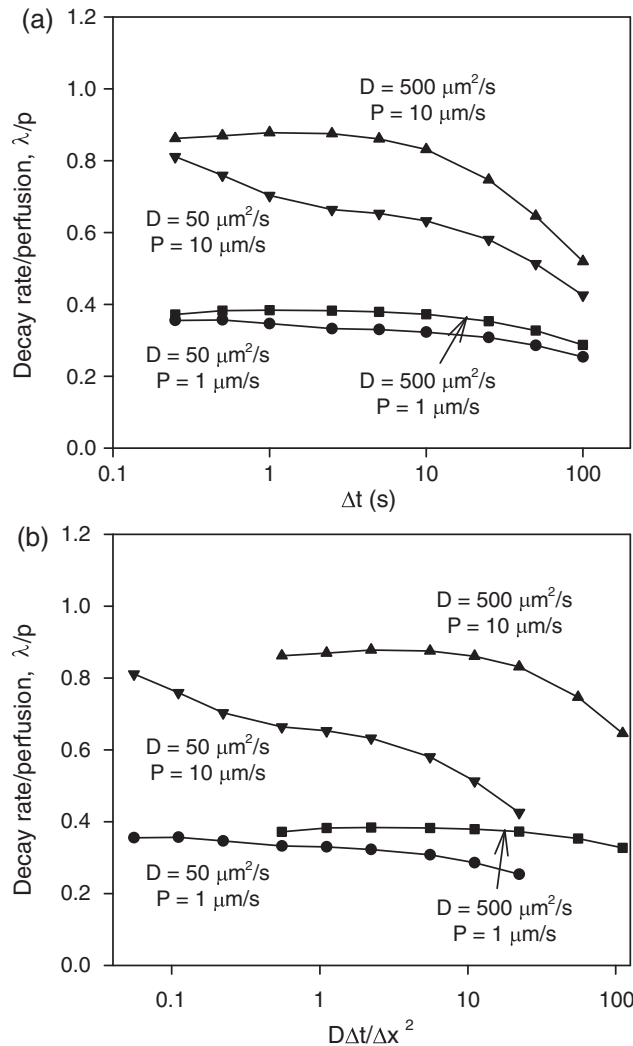 (a)
1.2
1.0
0.8
0.6
0.4
0.2
0.0
Decay rate/perfusion, λ/p
D = 500 μm²/s
P = 10 μm/s
D = 50 μm²/s
P = 10 μm/s
D = 50 μm²/s
P = 1 μm/s
D = 500 μm²/s
P = 1 μm/s
0.1 1 10 100
Δt (s)
(b)
1.2
1.0
0.8
0.6
0.4
0.2
0.0
Decay rate/perfusion, λ/p
D = 500 μm²/s
P = 10 μm/s
D = 50 μm²/s
P = 10 μm/s
D = 50 μm²/s
P = 1 μm/s
D = 500 μm²/s
P = 1 μm/s
0.1 1 10 100
DΔt/Δx ²